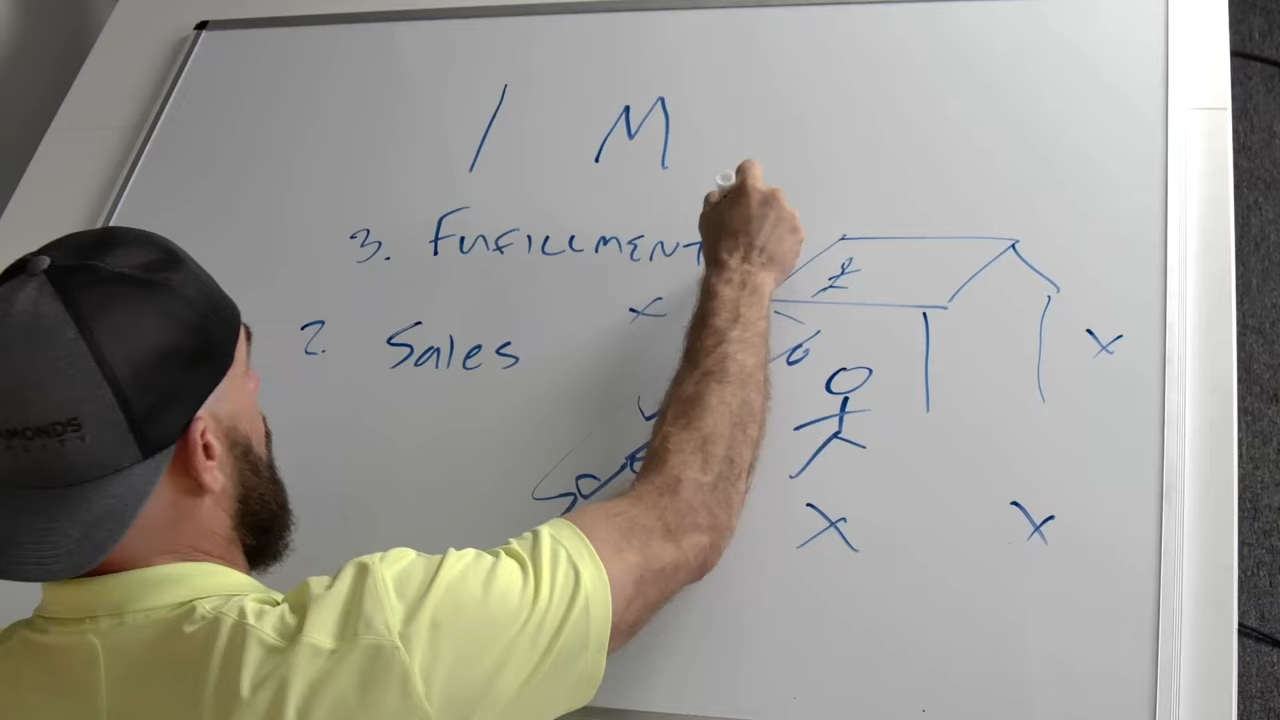 1 M
3. FUFILLMENT
x
2. Sales
x
x x